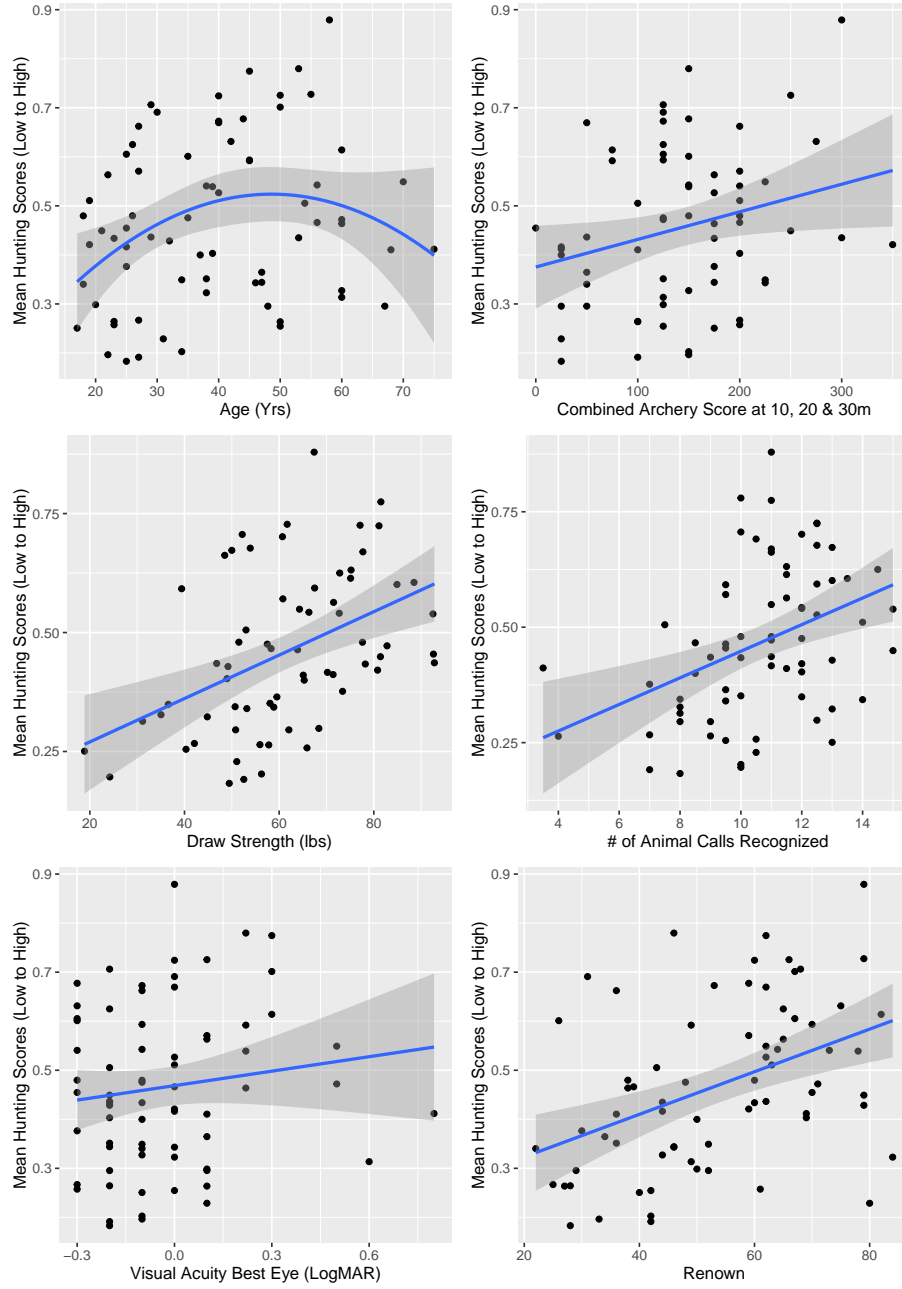 0.9
0.7
0.5
0.3
Mean Hunting Scores (Low to High)
20 30 40 50 60 70
Age (Yrs)
0.9
0.7
0.5
0.3
Mean Hunting Scores (Low to High)
0 100 200 300
Combined Archery Score at 10, 20 & 30m
0.75
0.50
0.25
Mean Hunting Scores (Low to High)
20 40 60 80
Draw Strength (lbs)
0.75
0.50
0.25
Mean Hunting Scores (Low to High)
4 6 8 10 12 14
# of Animal Calls Recognized
0.9
0.7
0.5
0.3
Mean Hunting Scores (Low to High)
−0.3 0.0 0.3 0.6
Visual Acuity Best Eye (LogMAR)
0.9
0.7
0.5
0.3
Mean Hunting Scores (Low to High)
20 40 60 80
Renown